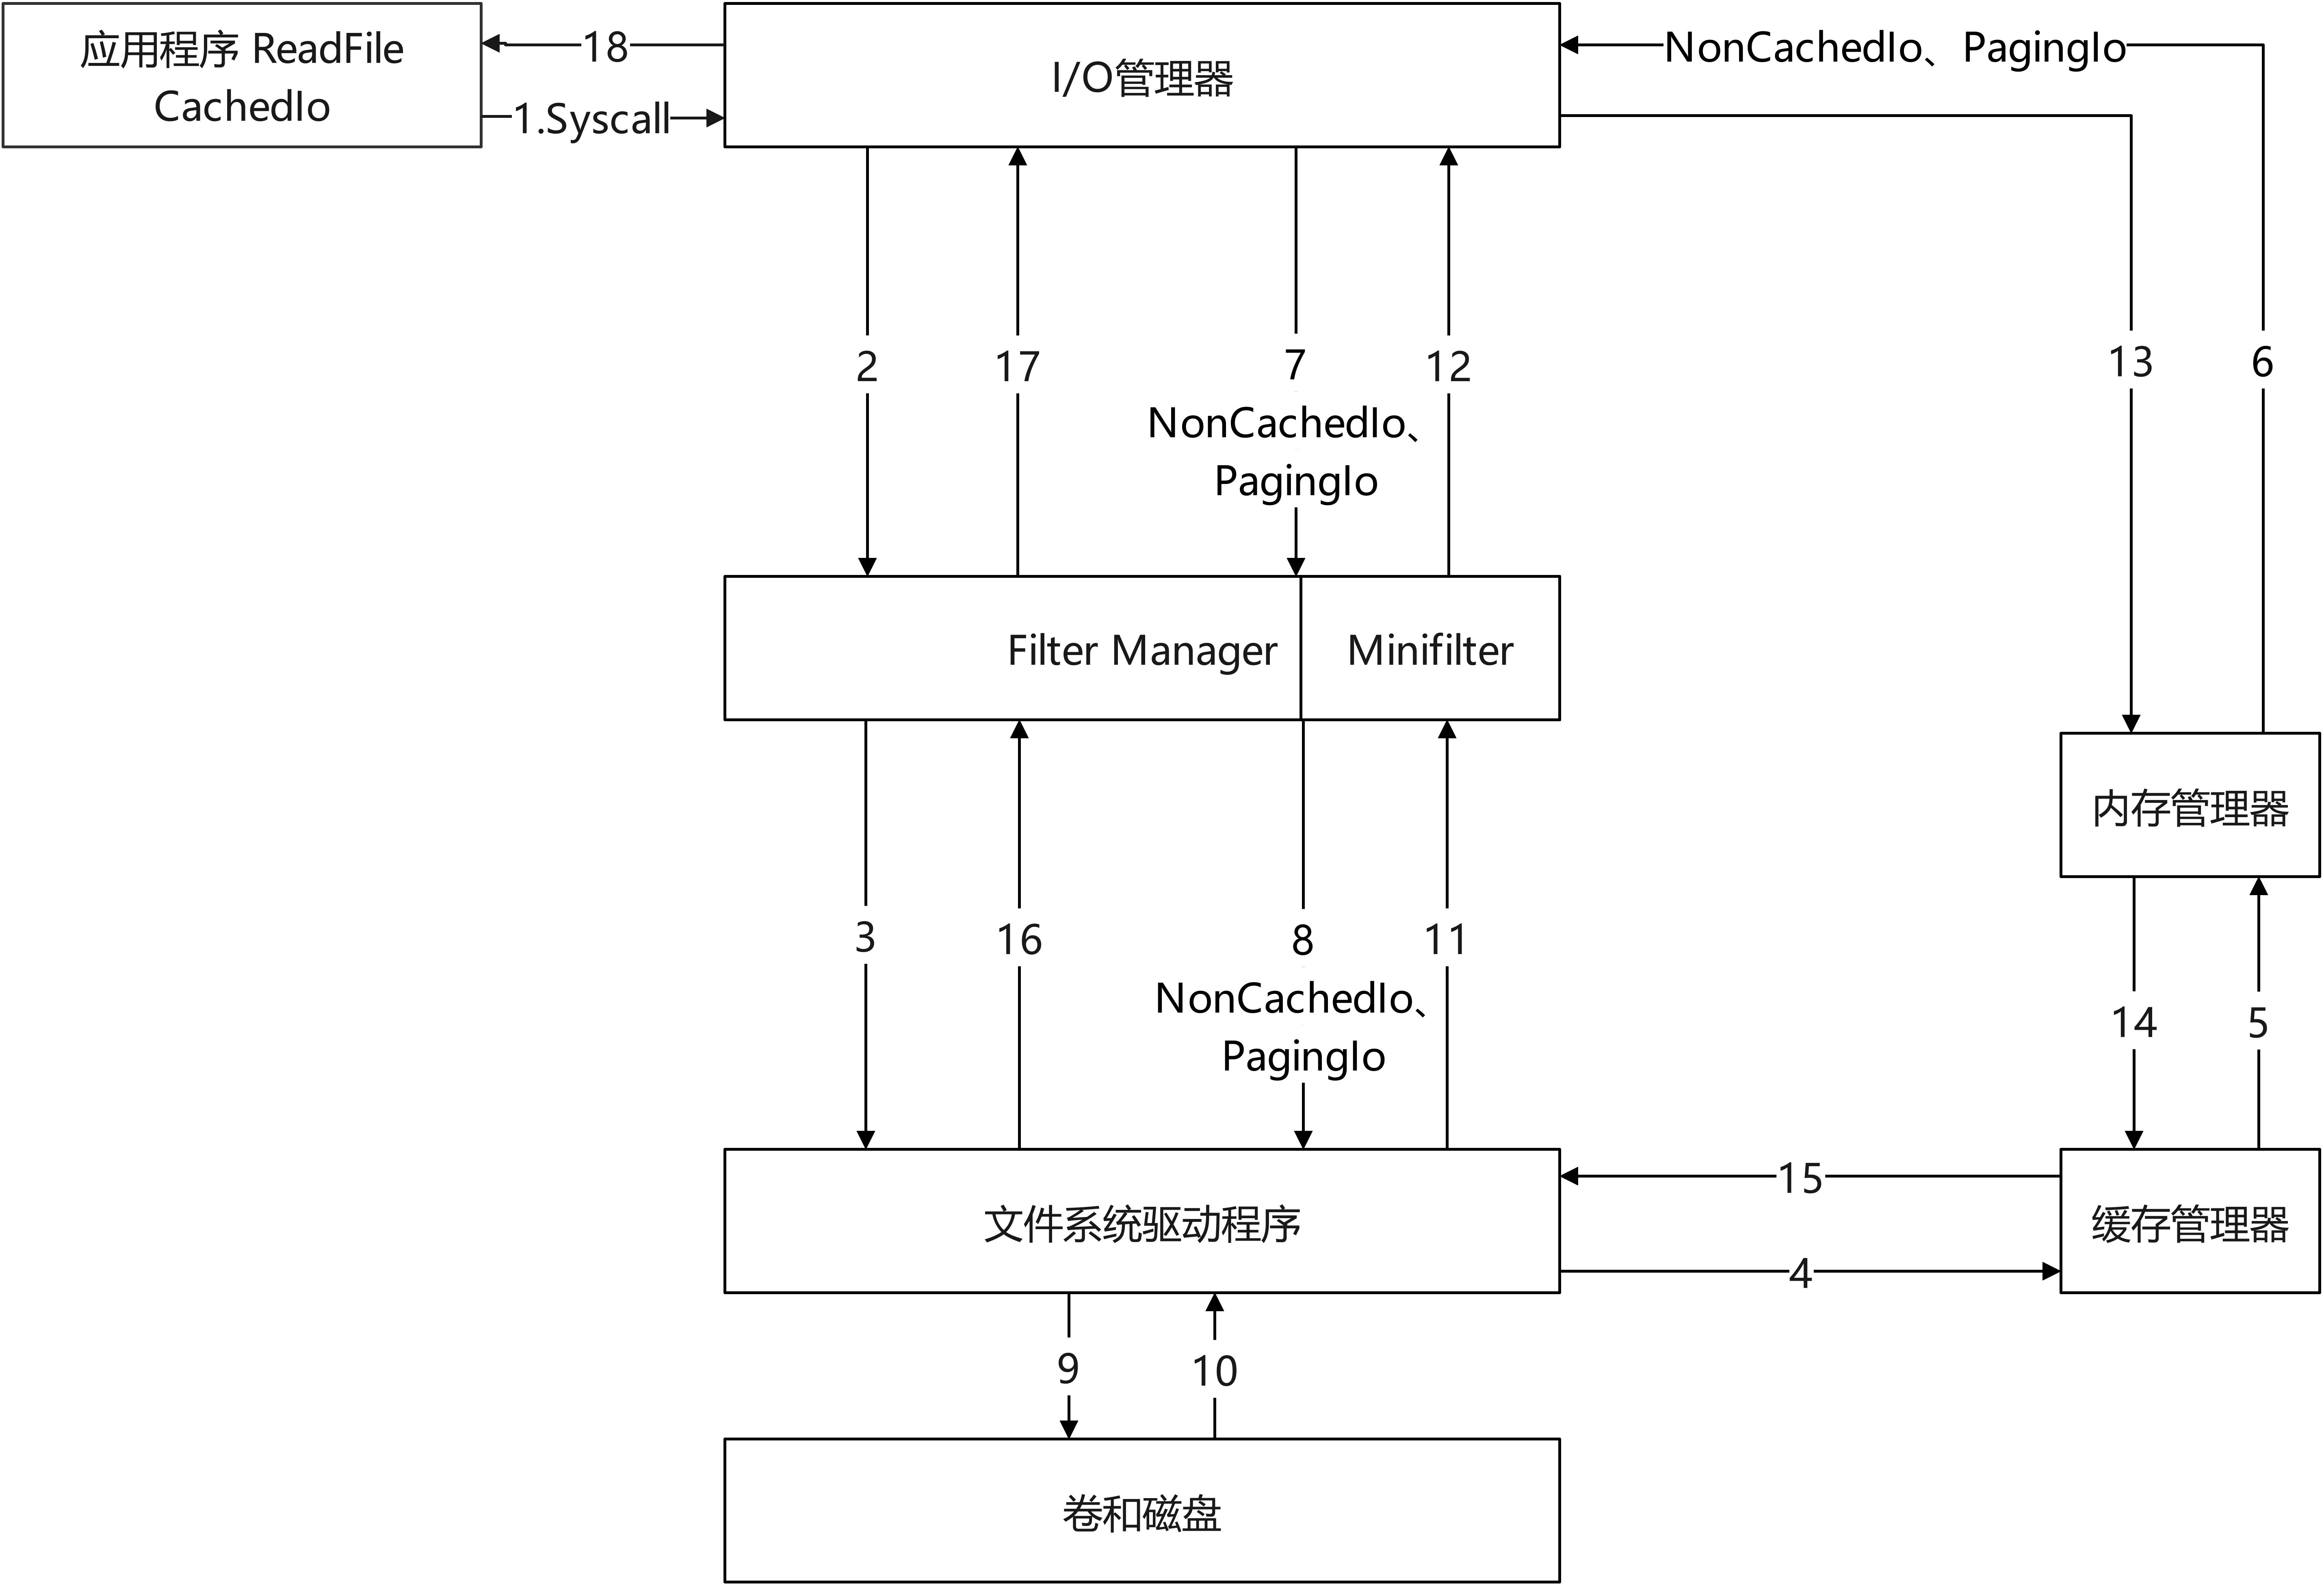 应用程序 ReadFile
CachedIo
18
1.Syscall
I/O管理器
NonCachedIo、PagingIo
2
17
7
NonCachedIo、
PagingIo
12
13
6
Filter Manager
Minifilter
内存管理器
3
16
8
NonCachedIo、
PagingIo
11
14
5
文件系统驱动程序
15
4
缓存管理器
9
10
卷和磁盘